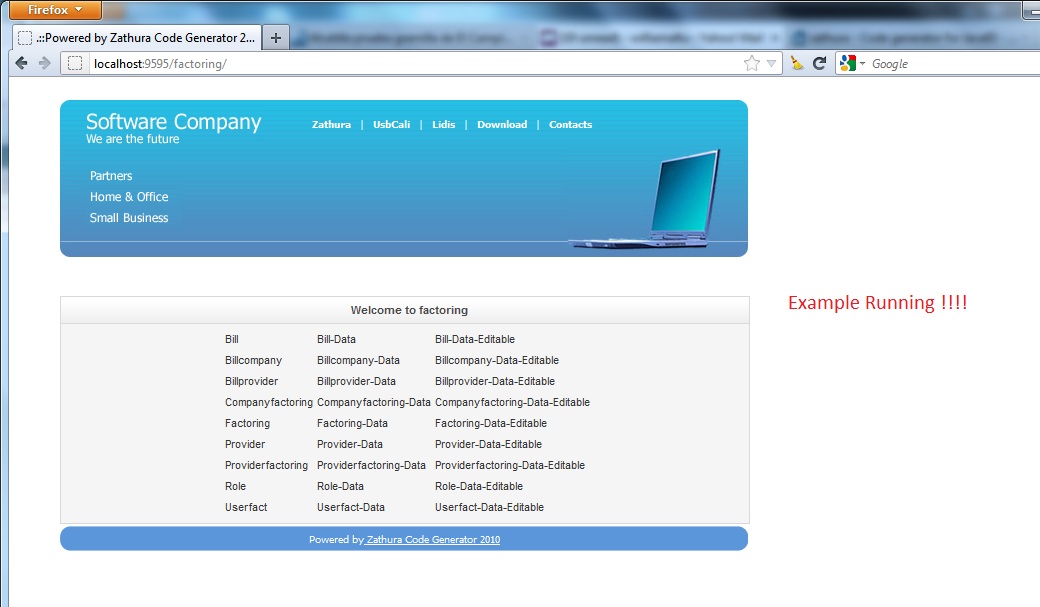 Firefox
.::Powered by Zathura Code Generator 2...
localhost:9595/factoring/
Google
Software Company
We are the future
Zathura | UsbCali | Lidis | Download | Contacts
Partners
Home & Office
Small Business
Example Running !!!!
Welcome to factoring
Bill Bill-Data Bill-Data-Editable
Billcompany Billcompany-Data Billcompany-Data-Editable
Billprovider Billprovider-Data Billprovider-Data-Editable
Companyfactoring Companyfactoring-Data Companyfactoring-Data-Editable
Factoring Factoring-Data Factoring-Data-Editable
Provider Provider-Data Provider-Data-Editable
Providerfactoring Providerfactoring-Data Providerfactoring-Data-Editable
Role Role-Data Role-Data-Editable
Userfact Userfact-Data Userfact-Data-Editable
Powered by Zathura Code Generator 2010